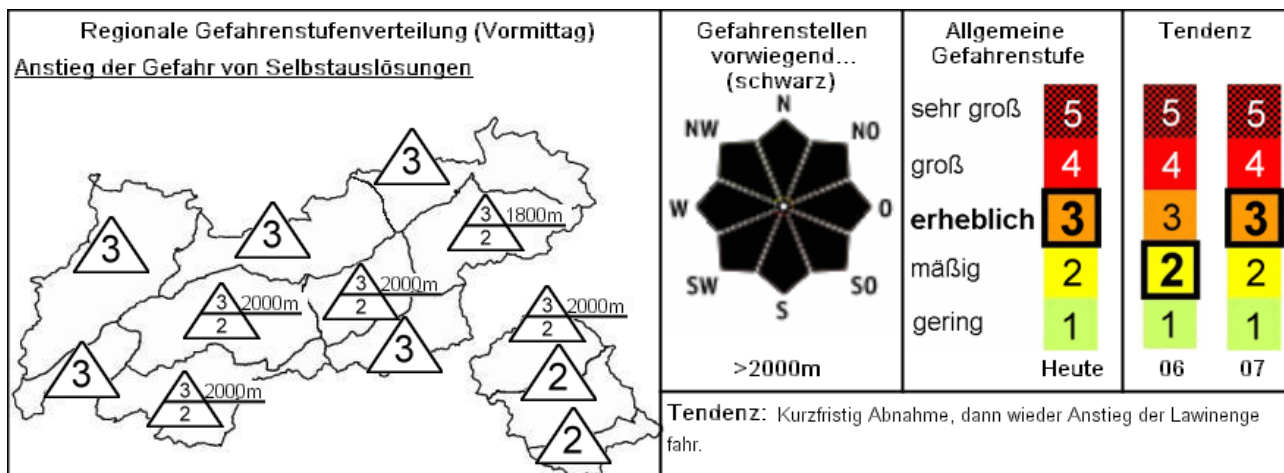 Regionale Gefahrenstufenverteilung (Vormittag)
Anstieg der Gefahr von Selbstauslösungen
3
3
1800m
2
3
3
3
2000m
2
3
2000m
2
3
2000m
2
3
3
2
3
2000m
2
2
Gefahrenstellen
vorwiegend...
(schwarz)
N
NW
NO
W
O
SW
SO
S
>2000m
Allgemeine
Gefahrenstufe
sehr groß
5
groß
4
erheblich
3
mäßig
2
gering
1
Heute
Tendenz
5 5
4 4
3 3
2 2
1 1
06 07
Tendenz: Kurzfristig Abnahme, dann wieder Anstieg der Lawinenge
fahr.